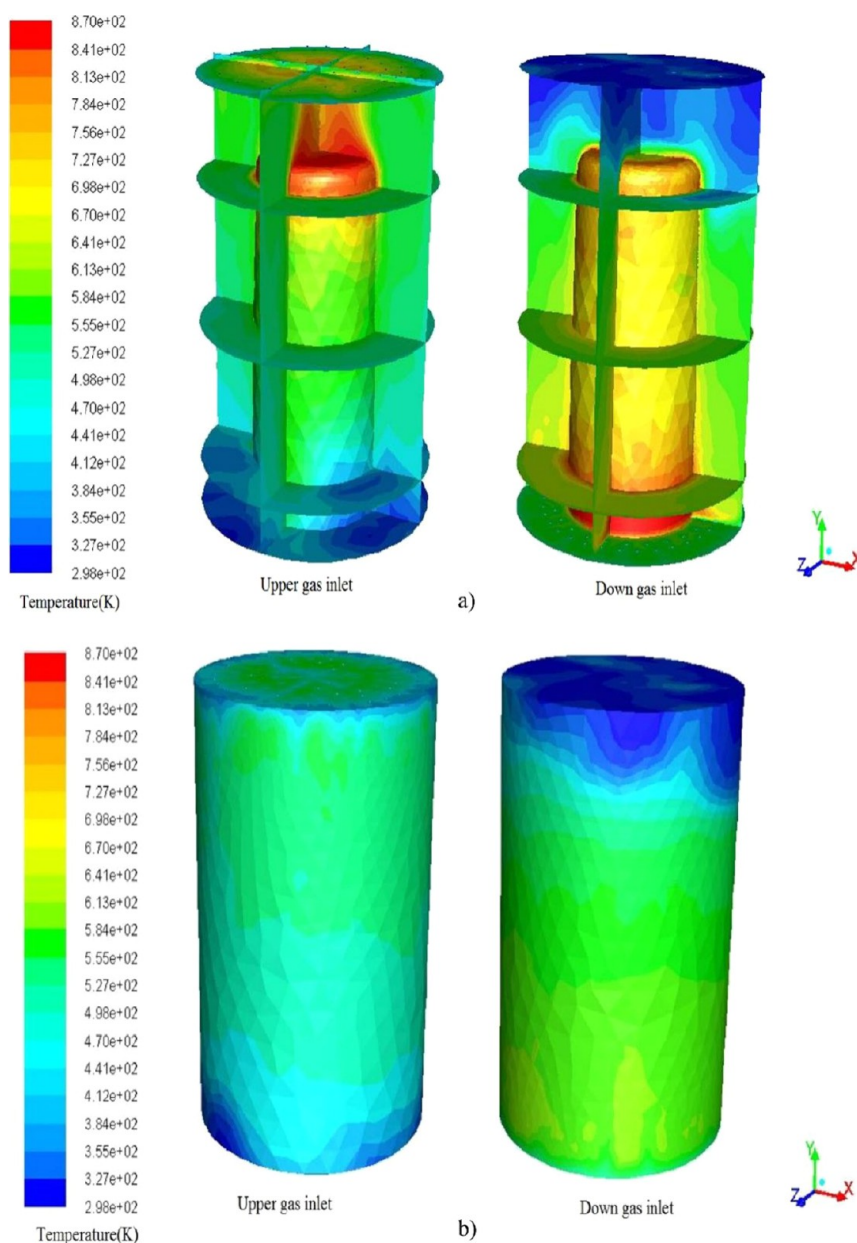 8.70e+02
8.41e+02
8.13e+02
7.84e+02
7.56e+02
7.27e+02
6.98e+02
6.70e+02
6.41e+02
6.13e+02
5.84e+02
5.55e+02
5.27e+02
4.98e+02
4.70e+02
4.41e+02
4.12e+02
3.84e+02
3.55e+02
3.27e+02
2.98e+02
Temperature(K)
Upper gas inlet
Down gas inlet
Y
Z
X
a)
8.70e+02
8.41e+02
8.13e+02
7.84e+02
7.56e+02
7.27e+02
6.98e+02
6.70e+02
6.41e+02
6.13e+02
5.84e+02
5.55e+02
5.27e+02
4.98e+02
4.70e+02
4.41e+02
4.12e+02
3.84e+02
3.55e+02
3.27e+02
2.98e+02
Temperature(K)
Upper gas inlet
Down gas inlet
Y
Z
X
b)